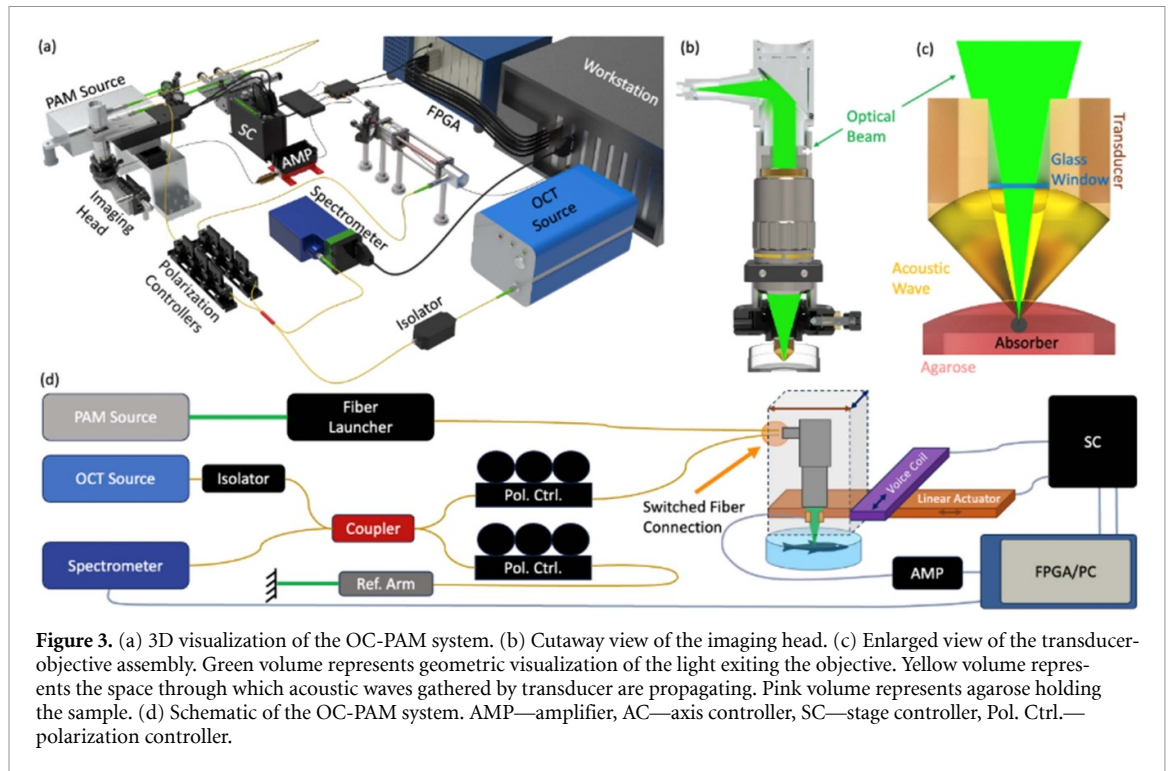 (a)
PAM Source
SC
AMP
FPGA
Workstation
Imaging
Head
Spectrometer
OCT
Source
Polarization
Controllers
Isolator
(b)
Optical
Beam
(c)
Transducer
Glass
Window
Acoustic
Wave
Absorber
Agarose
(d)
PAM Source
Fiber
Launcher
OCT Source
Isolator
Pol. Ctrl.
Coupler
Spectrometer
Pol. Ctrl.
Ref. Arm
Switched Fiber
Connection
Voice Coil
Linear Actuator
SC
AMP
FPGA/PC
Figure 3. (a) 3D visualization of the OC-PAM system. (b) Cutaway view of the imaging head. (c) Enlarged view of the transducer-
objective assembly. Green volume represents geometric visualization of the light exiting the objective. Yellow volume repres-
ents the space through which acoustic waves gathered by transducer are propagating. Pink volume represents agarose holding
the sample. (d) Schematic of the OC-PAM system. AMP—amplifier, AC—axis controller, SC—stage controller, Pol. Ctrl.—
polarization controller.